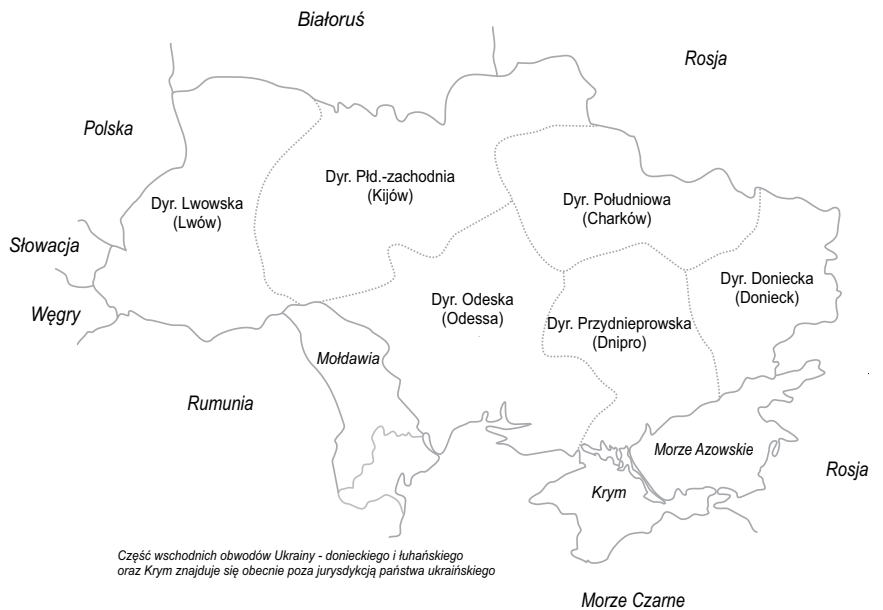 Białoruś
Rosja
Polska
Dyr. Lwowska
(Lwów)
Dyr. Płd.-zachodnia
(Kijów)
Dyr. Południowa
(Charków)
Słowacja
Węgry
Dyr. Odeska
(Odessa)
Dyr. Przydnieprowska
(Dnipro)
Dyr. Doniecka
(Donieck)
Mołdawia
Rumunia
Morze Azowskie
Rosja
Krym
Część wschodnich obwodów Ukrainy - donieckiego i łuhańskiego
oraz Krym znajduje się obecnie poza jurysdykcją państwa ukraińskiego
Morze Czarne